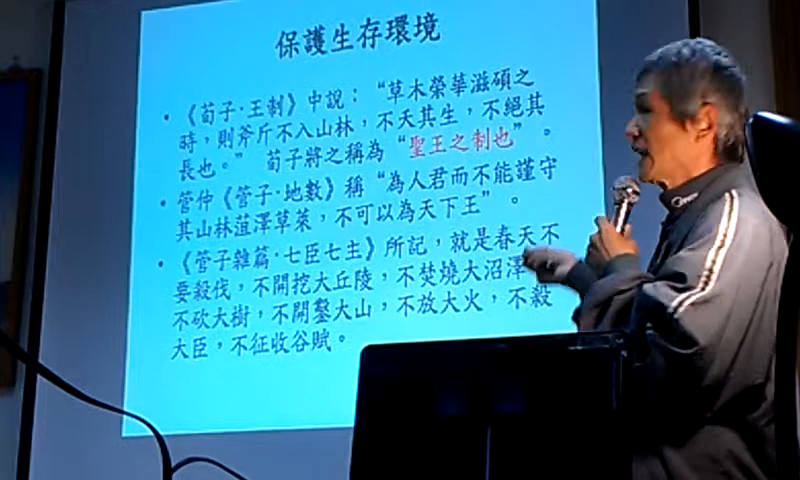 保護生存環境
• 《荀子·王制》中說:“草木榮華滋碩之
時,則斧斤不入山林,不夭其生,不絕其
長也。” 荀子將之稱為“聖王之制也”。
• 管仲《管子·地數》稱“為人君而不能謹守
其山林菹澤草萊,不可以為天下王”。
• 《管子雜篇·七臣七主》所記,就是春天不
要殺伐,不開挖大丘陵,不焚燒大沼澤
不砍大樹,不開鑿大山,不放大火,不殺
大臣,不征收谷賦。